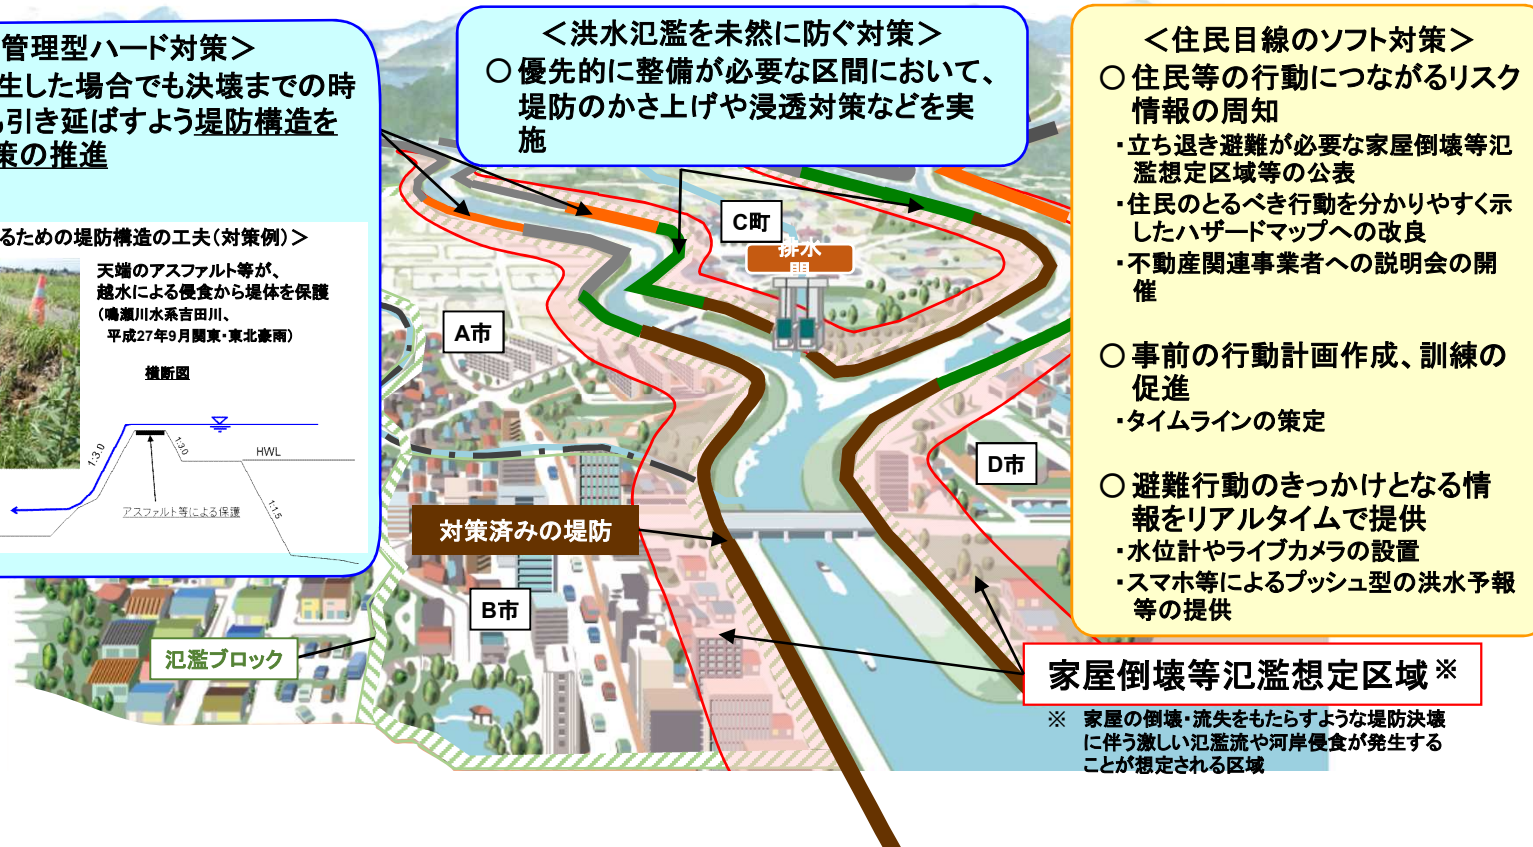 管理型ハード対策＞
生した場合でも決壊までの時
引き延ばすよう堤防構造を
策の推進
るための堤防構造の工夫(対策例)＞
天端のアスファルト等が、
越水による侵食から堤体を保護
(鳴瀬川水系吉田川、
平成27年9月関東・東北豪雨)
横断図
1:3.0
1:3.0
HWL
1:1.5
アスファルト等による保護
＜洪水氾濫を未然に防ぐ対策＞
○優先的に整備が必要な区間において、
堤防のかさ上げや浸透対策などを実
施
＜住民目線のソフト対策＞
○住民等の行動につながるリスク
情報の周知
・立ち退き避難が必要な家屋倒壊等氾
濫想定区域等の公表
・住民のとるべき行動を分かりやすく示
したハザードマップへの改良
・不動産関連事業者への説明会の開
催
○事前の行動計画作成、訓練の
促進
・タイムラインの策定
○避難行動のきっかけとなる情
報をリアルタイムで提供
・水位計やライブカメラの設置
・スマホ等によるプッシュ型の洪水予報
等の提供
C町
排水
門
A市
D市
対策済みの堤防
B市
氾濫ブロック
家屋倒壊等氾濫想定区域※
※ 家屋の倒壊・流失をもたらすような堤防決壊
に伴う激しい氾濫流や河岸侵食が発生する
ことが想定される区域